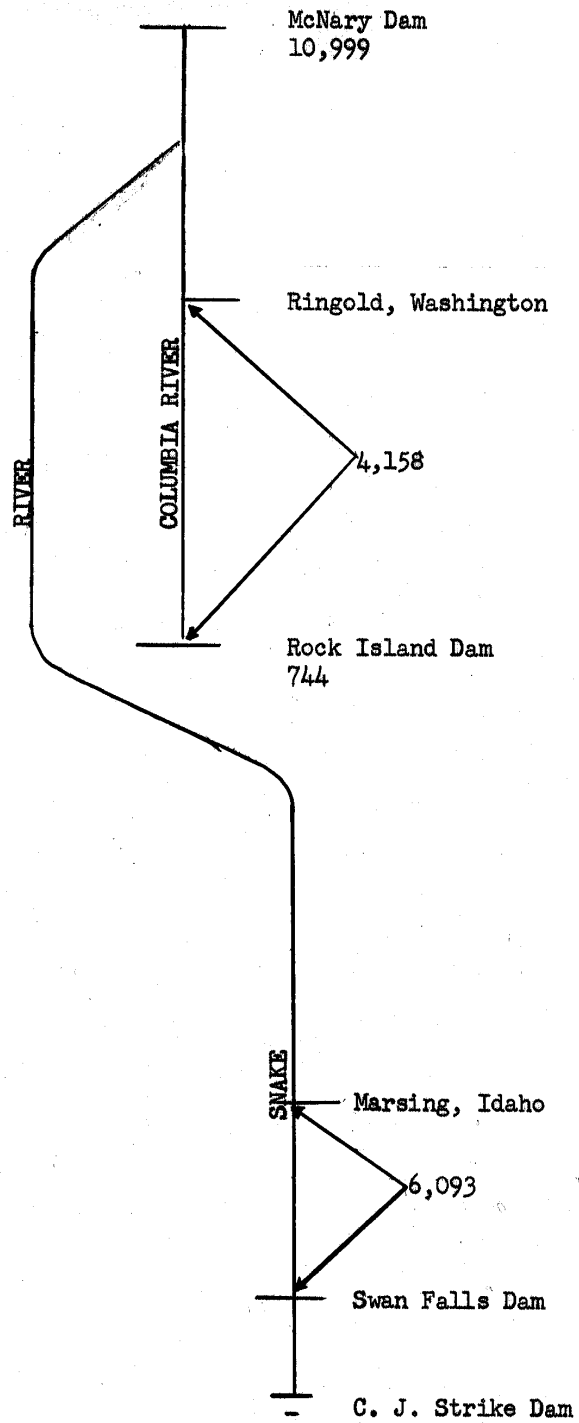 McNary Dam
10,999
Ringold, Washington
COLUMBIA RIVER
4,158
RIVER
Rock Island Dam
744
SNAKE
Marsing, Idaho
6,093
Swan Falls Dam
C. J. Strike Dam
-